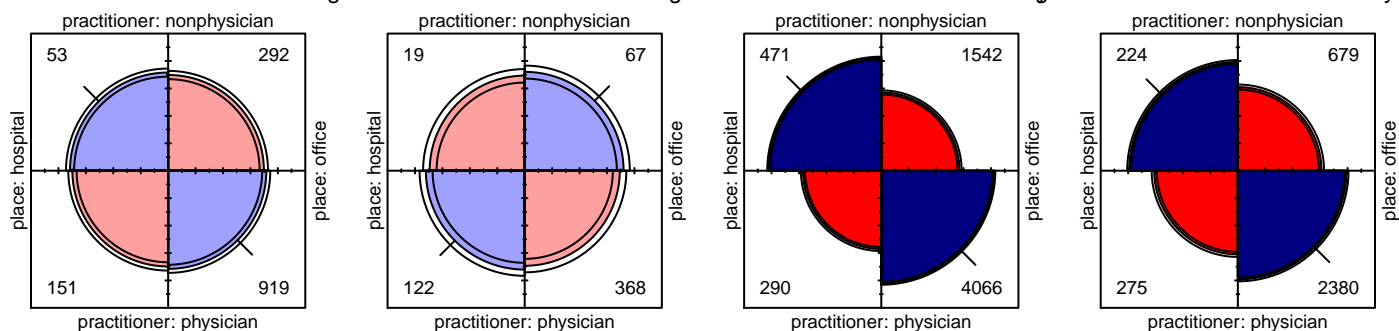 practitioner: nonphysician
53 292
place: hospital
place: office
151 919
practitioner: physician
practitioner: nonphysician
19 67
place: hospital
place: office
122 368
practitioner: physician
practitioner: nonphysician
471 1542
place: hospital
place: office
290 4066
practitioner: physician
practitioner: nonphysician
224 679
place: hospital
place: office
275 2380
practitioner: physician